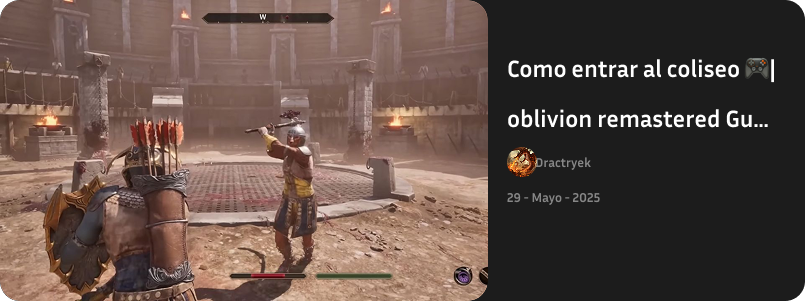 W
Como entrar al coliseo 🎮|
oblivion remastered Gu...
Dractryek
29 - Mayo - 2025